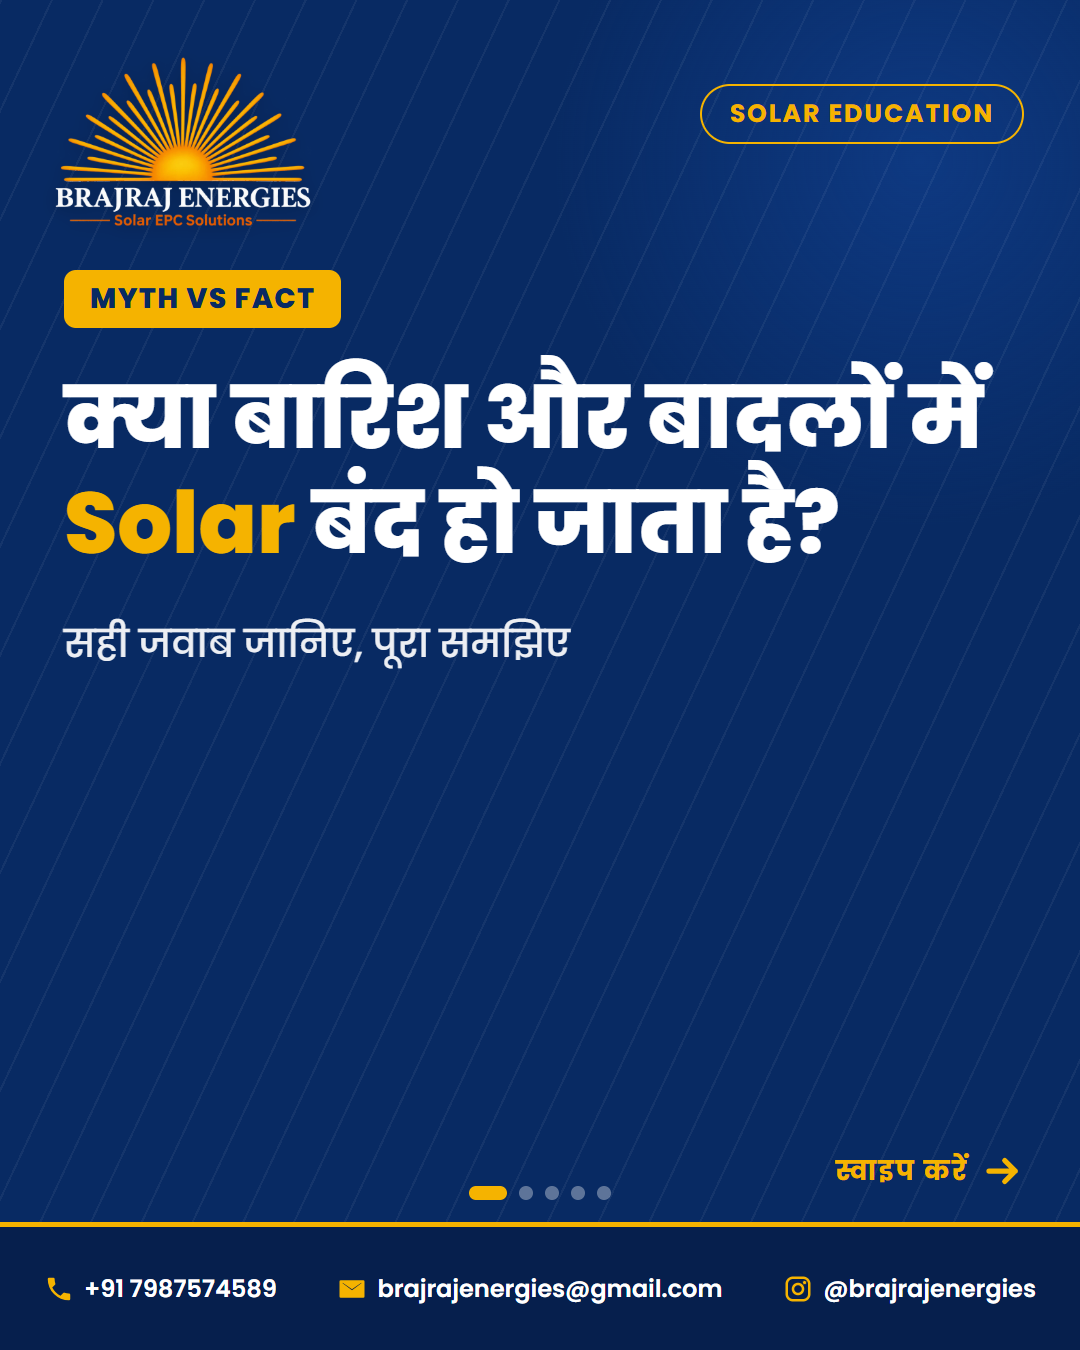 BRAJRAJ ENERGIES
Solar EPC Solutions
SOLAR EDUCATION
MYTH VS FACT
क्या बारिश और बादलों में
Solar बंद हो जाता है?
सही जवाब जानिए, पूरा समझिए
स्वाइप करें
+91 7987574589
brajrajenergies@gmail.com
@brajrajenergies